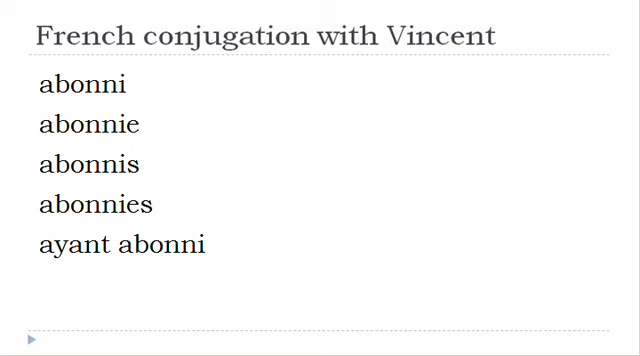 French conjugation with Vincent
abonni
abonnie
abonnis
abonnies
ayant abonni